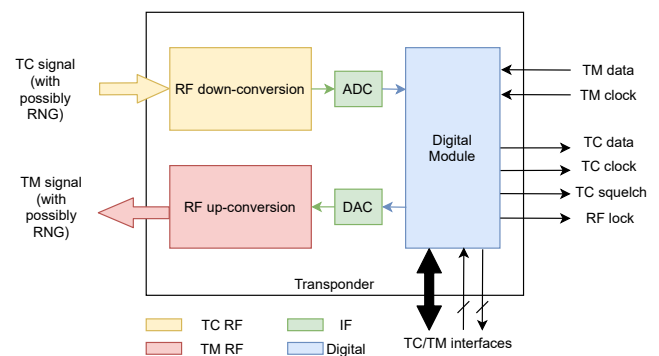 TC signal
(with
possibly
RNG)
RF down-conversion
ADC
Digital
Module
TM data
TM clock
TC data
TC clock
TC squelch
RF lock
TM signal
(with
possibly
RNG)
RF up-conversion
DAC
Transponder
TC/TM interfaces
TC RF
IF
TM RF
Digital